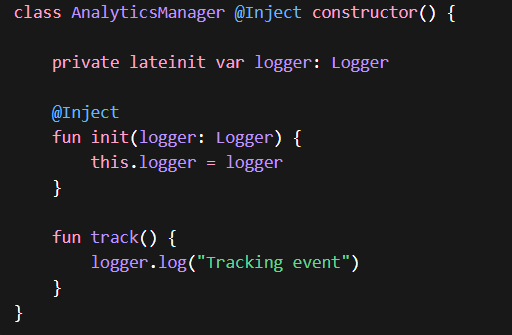 class AnalyticsManager @Inject constructor() {
    private lateinit var logger: Logger
    @Inject
    fun init(logger: Logger) {
        this.logger = logger
    }
    fun track() {
        logger.log("Tracking event")
    }
}